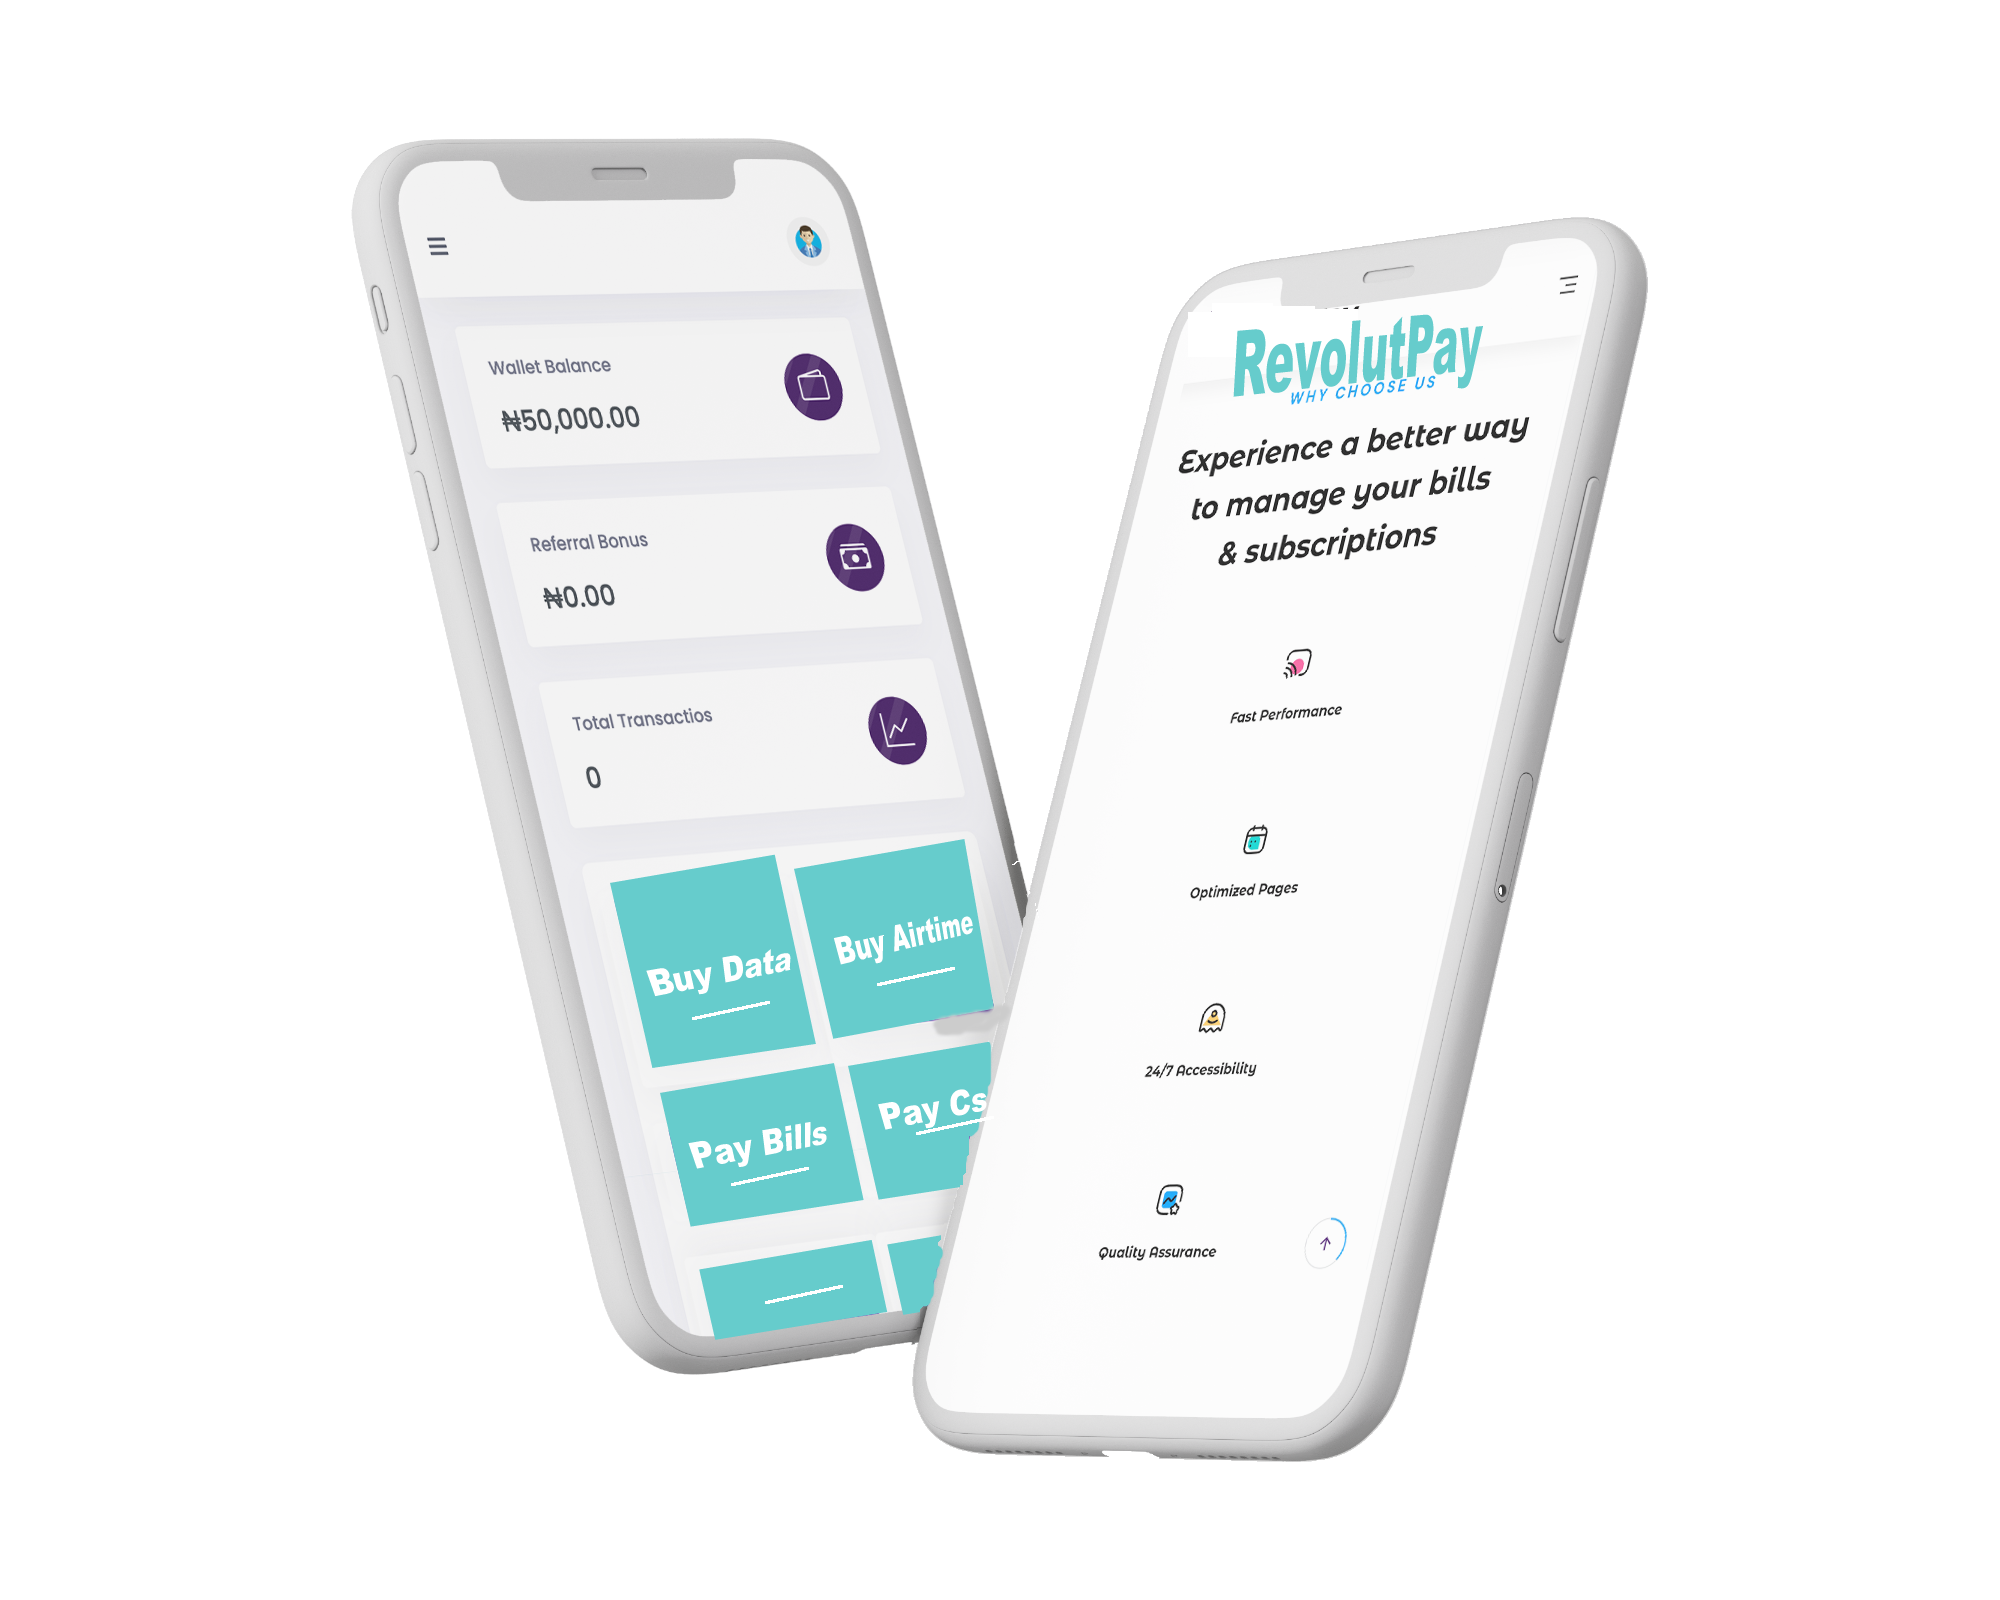 Wallet Balance
₦50,000.00
Referral Bonus
₦0.00
Total Transactios
0
Buy Data
Buy Airtime
Pay Bills
Pay Cs
RevolutPay
WHY CHOOSE US
Experience a better way
to manage your bills
& subscriptions
Fast Performance
Optimized Pages
24/7 Accessibility
Quality Assurance